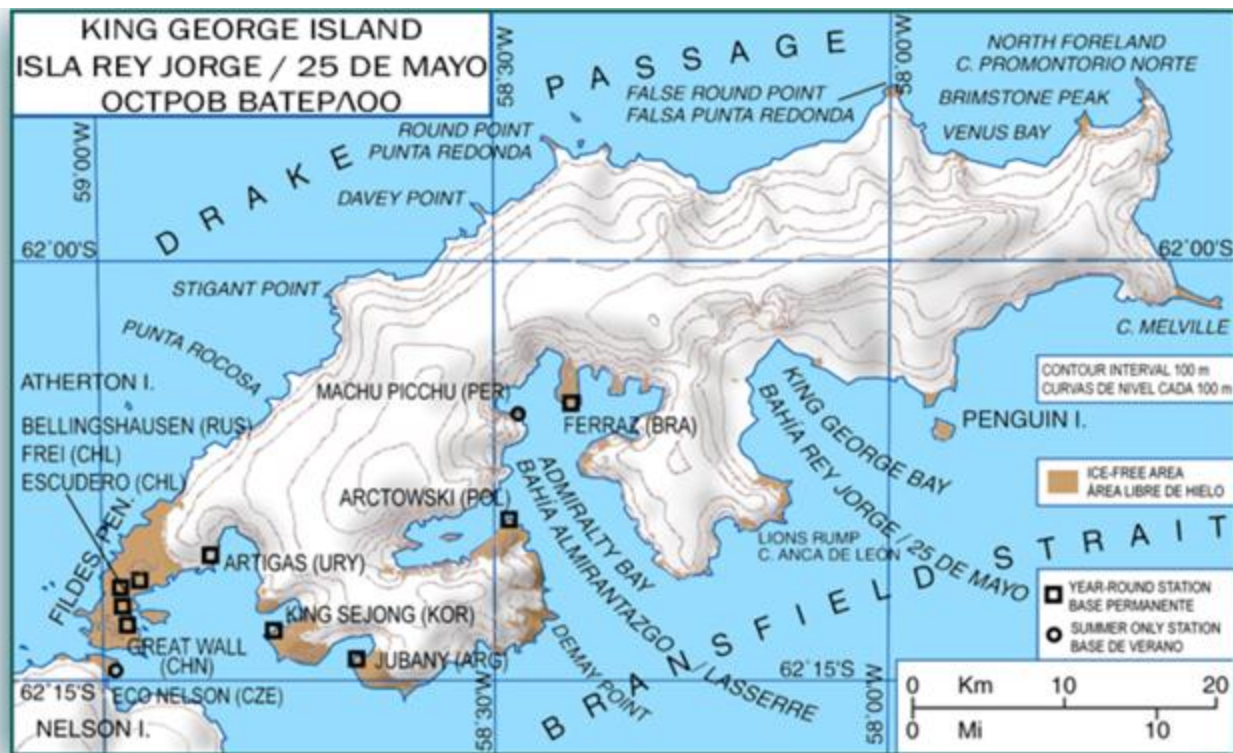 KING GEORGE ISLAND
ISLA REY JORGE / 25 DE MAYO
ОСТРОВ ВАТЕРЛОО
58°30'W
58°00'W
59°00'W
DRAKE PASSAGE
NORTH FORELAND
C. PROMONTORIO NORTE
FALSE ROUND POINT
FALSA PUNTA REDONDA
BRIMSTONE PEAK
VENUS BAY
ROUND POINT
PUNTA REDONDA
DAVEY POINT
62°00'S
62°00'S
STIGANT POINT
C. MELVILLE
PUNTA ROCOSA
CONTOUR INTERVAL 100 m
CURVAS DE NIVEL CADA 100 m
ATHERTON I.
MACHU PICCHU (PER)
FERRAZ (BRA)
KING GEORGE BAY
BAHÍA REY JORGE / 25 DE MAYO
PENGUIN I.
BELLINGSHAUSEN (RUS)
FREI (CHL)
ESCUDERO (CHL)
ICE-FREE AREA
ÁREA LIBRE DE HIELO
ARCTOWSKI (POL)
ADMIRALTY BAY
BAHÍA ALMIRANTAZGO / LASSERRE
LIONS RUMP
C. ANCA DE LEÓN
BRANSFIELD STRAIT
FILDES PEN.
ARTIGAS (URY)
YEAR-ROUND STATION
BASE PERMANENTE
SUMMER ONLY STATION
BASE DE VERANO
KING SEJONG (KOR)
GREAT WALL
(CHN)
JUBANY (ARG)
DEMAY POINT
62°15'S
62°15'S
ECO NELSON (CZE)
NELSON I.
58°30'W
58°00'W
0 Km 10 20
0 Mi 10